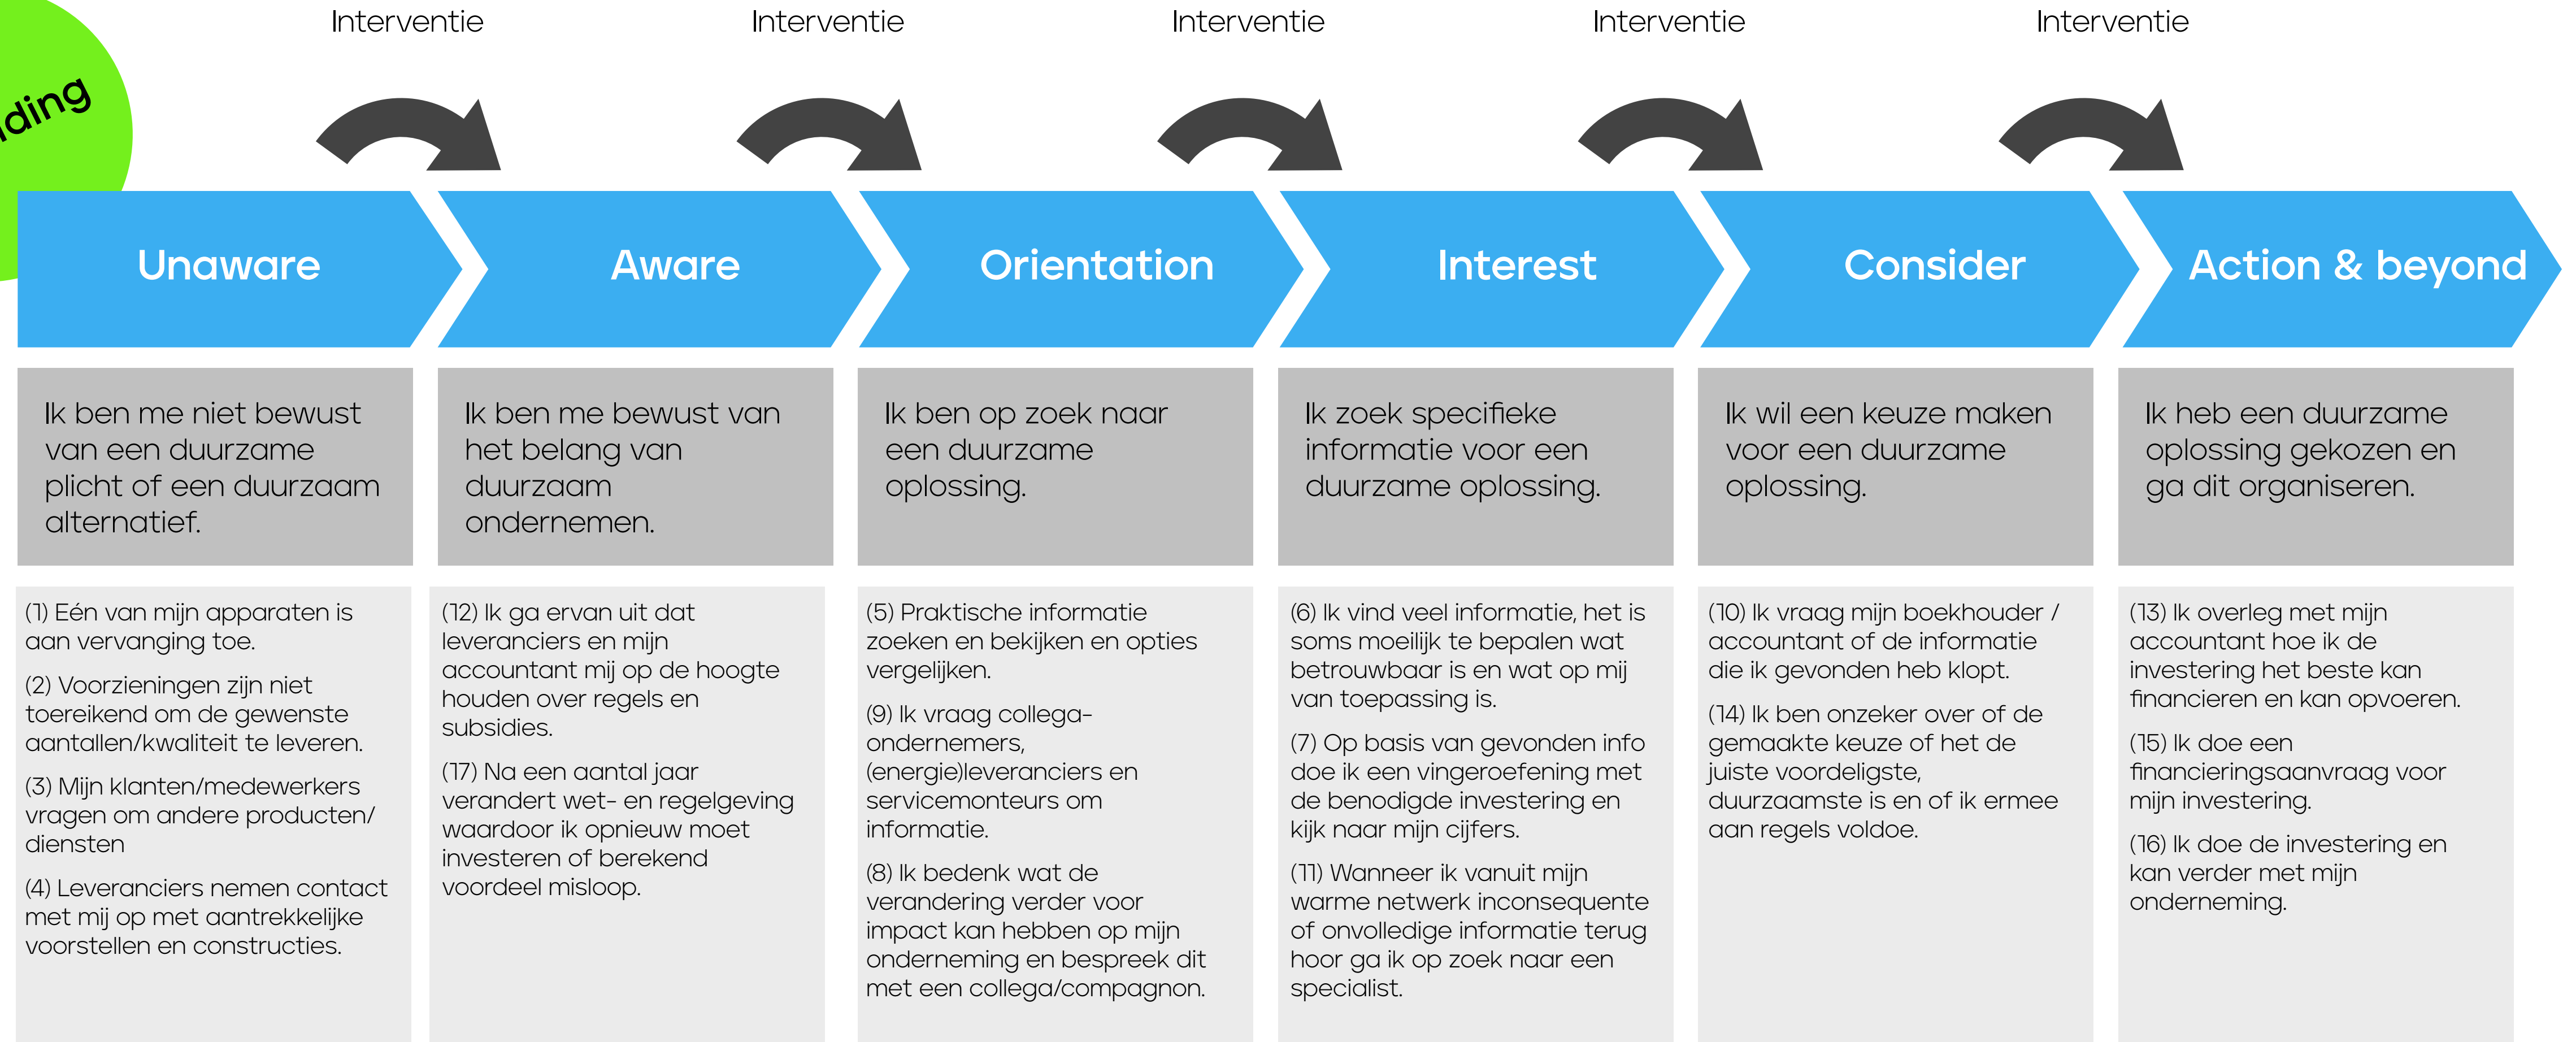 Interventie
Interventie
Interventie
Interventie
Interventie
Unaware
Aware
Orientation
Interest
Consider
Action & beyond
Ik ben me niet bewust
van een duurzame
plicht of een duurzaam
alternatief.
Ik ben me bewust van
het belang van
duurzaam
ondernemen.
Ik ben op zoek naar
een duurzame
oplossing.
Ik zoek specifieke
informatie voor een
duurzame oplossing.
Ik wil een keuze maken
voor een duurzame
oplossing.
Ik heb een duurzame
oplossing gekozen en
ga dit organiseren.
(1) Eén van mijn apparaten is
aan vervanging toe.
(2) Voorzieningen zijn niet
toereikend om de gewenste
aantallen/kwaliteit te leveren.
(3) Mijn klanten/medewerkers
vragen om andere producten/
diensten
(4) Leveranciers nemen contact
met mij op met aantrekkelijke
voorstellen en constructies.
(12) Ik ga ervan uit dat
leveranciers en mijn
accountant mij op de hoogte
houden over regels en
subsidies.
(17) Na een aantal jaar
verandert wet- en regelgeving
waardoor ik opnieuw moet
investeren of berekend
voordeel misloop.
(5) Praktische informatie
zoeken en bekijken en opties
vergelijken.
(9) Ik vraag collega-
ondernemers,
(energie)leveranciers en
servicemonteurs om
informatie.
(8) Ik bedenk wat de
verandering verder voor
impact kan hebben op mijn
onderneming en bespreek dit
met een collega/compagnon.
(6) Ik vind veel informatie, het is
soms moeilijk te bepalen wat
betrouwbaar is en wat op mij
van toepassing is.
(7) Op basis van gevonden info
doe ik een vingeroefening met
de benodigde investering en
kijk naar mijn cijfers.
(11) Wanneer ik vanuit mijn
warme netwerk inconsequente
of onvolledige informatie terug
hoor ga ik op zoek naar een
specialist.
(10) Ik vraag mijn boekhouder /
accountant of de informatie
die ik gevonden heb klopt.
(14) Ik ben onzeker over of de
gemaakte keuze of het de
juiste voordeligste,
duurzaamste is en of ik ermee
aan regels voldoe.
(13) Ik overleg met mijn
accountant hoe ik de
investering het beste kan
financieren en kan opvoeren.
(15) Ik doe een
financieringsaanvraag voor
mijn investering.
(16) Ik doe de investering en
kan verder met mijn
onderneming.